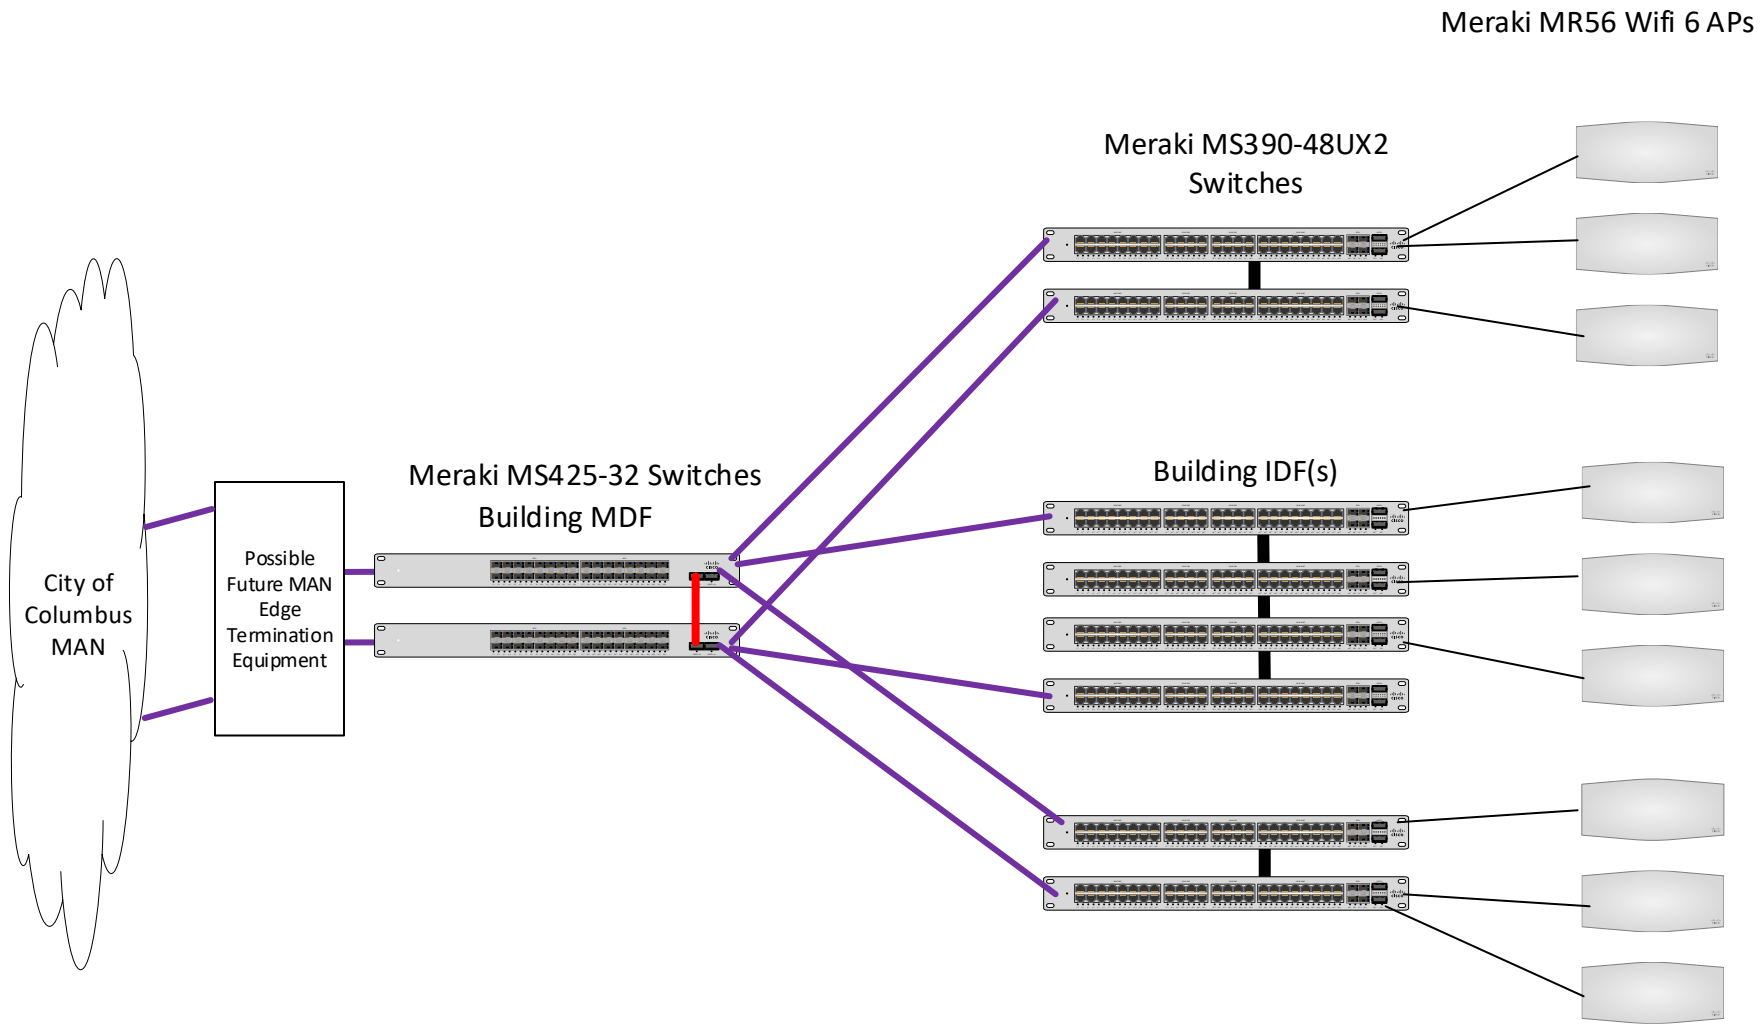 Meraki MR56 Wifi 6 APs
Meraki MS390-48UX2
Switches
Meraki MS425-32 Switches
Building MDF
Building IDF(s)
Possible
Future MAN
Edge
Termination
Equipment
City of
Columbus
MAN